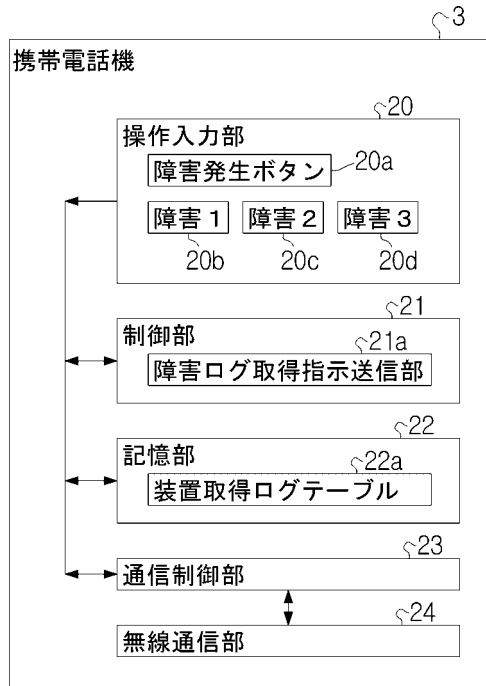 3
携帯電話機
20
操作入力部
障害発生ボタン 20a
障害1 障害2 障害3
20b 20c 20d
21
制御部
21a
障害ログ取得指示送信部
22
記憶部
22a
装置取得ログテーブル
23
通信制御部
24
無線通信部